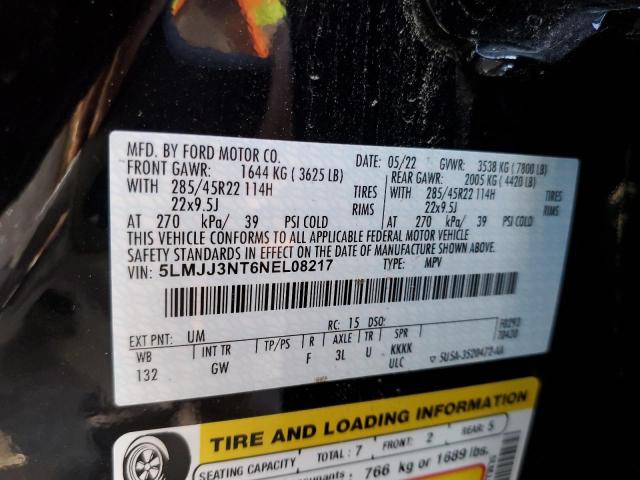 MFD. BY FORD MOTOR CO.
DATE: 05/22 GVWR: 3538 KG ( 7800 LB)
FRONT GAWR: 1644 KG ( 3625 LB) REAR GAWR: 2005 KG ( 4420 LB)
WITH 285/45R22 114H TIRES WITH 285/45R22 114H TIRES
22x9.5J RIMS 22x9.5J RIMS
AT 270 kPa/ 39 PSI COLD AT 270 kPa/ 39 PSI COLD
THIS VEHICLE CONFORMS TO ALL APPLICABLE FEDERAL MOTOR VEHICLE
SAFETY STANDARDS IN EFFECT ON THE DATE OF MANUFACTURE SHOWN ABOVE.
VIN: 5LMJJ3NT6NEL08217 TYPE: MPV
EXT PNT: UM RC: 15 DSO:
WB INT TR TP/PS R AXLE TR SPR
132 GW F 3L U KKKK
ULC
TIRE AND LOADING INFORMATION
SEATING CAPACITY TOTAL : 7 FRONT: 2 REAR: 5
766 kg or 1689 lbs.